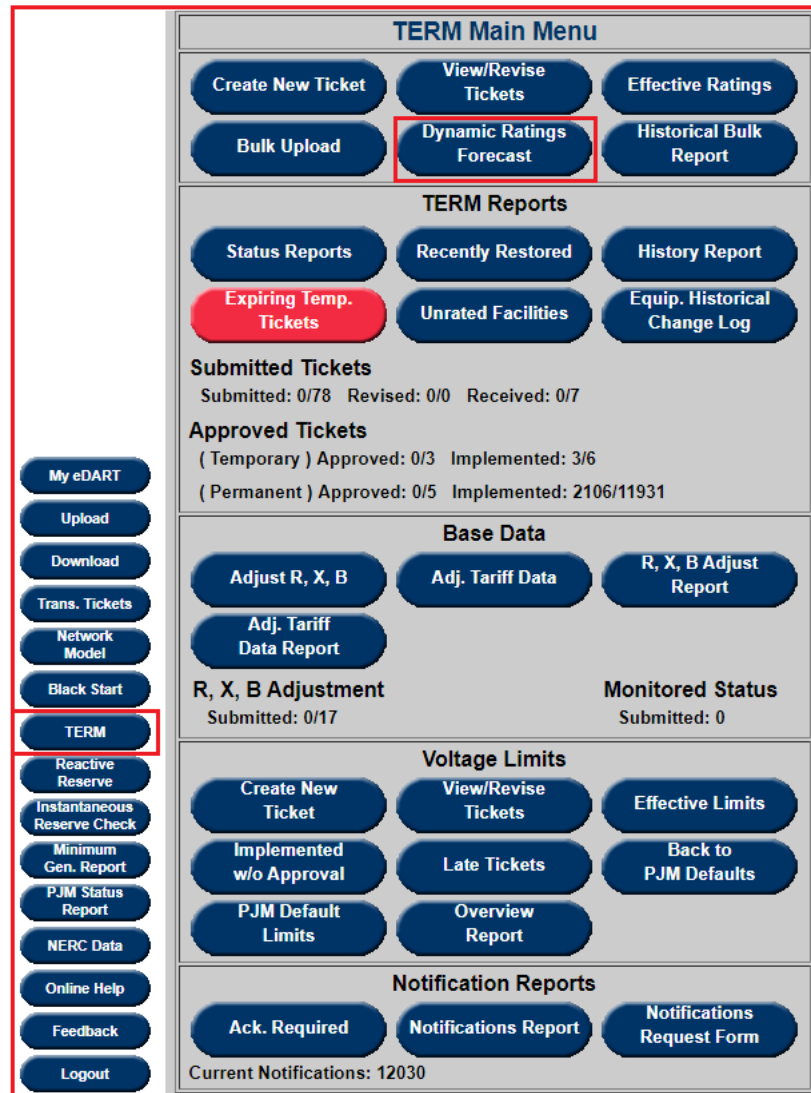 TERM Main Menu
Create New Ticket
View/Revise
Tickets
Effective Ratings
Bulk Upload
Dynamic Ratings
Forecast
Historical Bulk
Report
TERM Reports
Status Reports
Recently Restored
History Report
Expiring Temp.
Tickets
Unrated Facilities
Equip. Historical
Change Log
Submitted Tickets
Submitted: 0/78 Revised: 0/0 Received: 0/7
Approved Tickets
( Temporary ) Approved: 0/3 Implemented: 3/6
( Permanent ) Approved: 0/5 Implemented: 2106/11931
Base Data
Adjust R, X, B
Adj. Tariff Data
R, X, B Adjust
Report
Adj. Tariff
Data Report
R, X, B Adjustment
Submitted: 0/17
Monitored Status
Submitted: 0
Voltage Limits
Create New
Ticket
View/Revise
Tickets
Effective Limits
Implemented
w/o Approval
Late Tickets
Back to
PJM Defaults
PJM Default
Limits
Overview
Report
Notification Reports
Ack. Required
Notifications Report
Notifications
Request Form
Current Notifications: 12030
My eDART
Upload
Download
Trans. Tickets
Network
Model
Black Start
TERM
Reactive
Reserve
Instantaneous
Reserve Check
Minimum
Gen. Report
PJM Status
Report
NERC Data
Online Help
Feedback
Logout